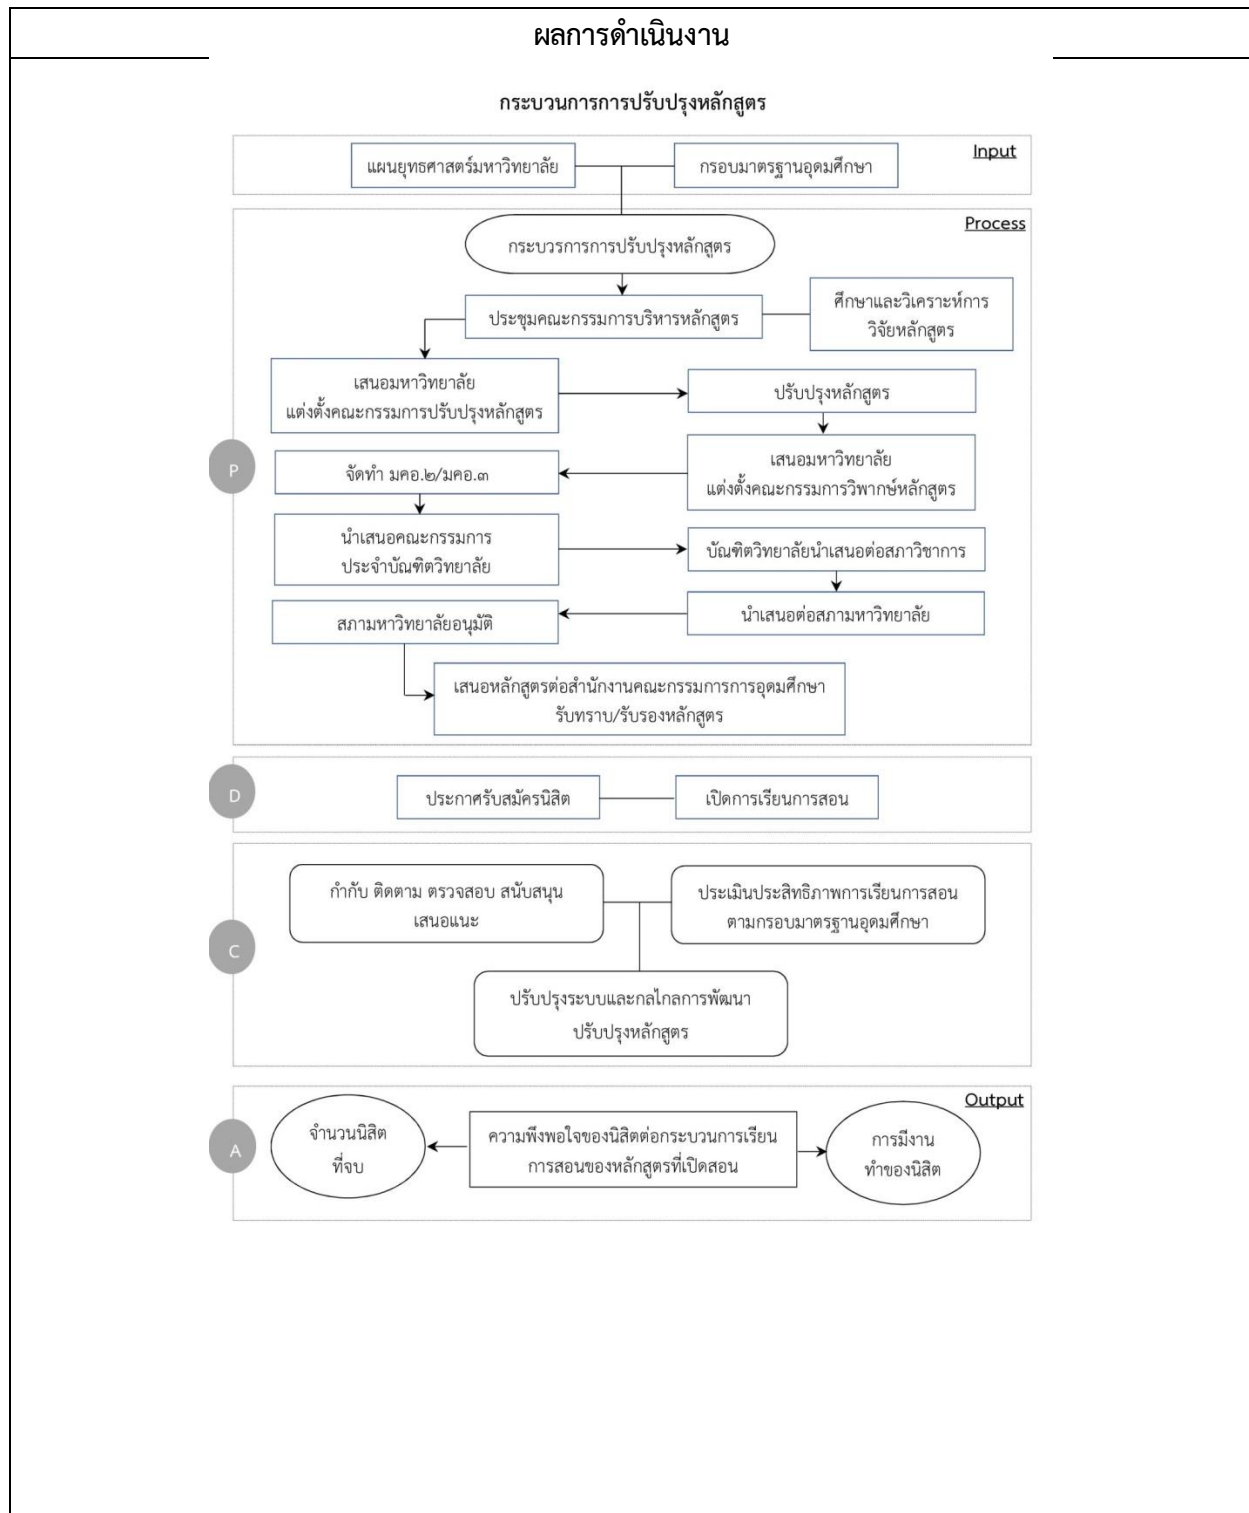 ผลการดำเนินงาน
กระบวนการการปรับปรุงหลักสูตร
Input
แผนยุทธศาสตร์มหาวิทยาลัย
กรอบมาตรฐานอุดมศึกษา
Process
กระบวรการการปรับปรุงหลักสูตร
ประชุมคณะกรรมการบริหารหลักสูตร
ศึกษาและวิเคราะห์การ
วิจัยหลักสูตร
เสนอมหาวิทยาลัย
แต่งตั้งคณะกรรมการปรับปรุงหลักสูตร
ปรับปรุงหลักสูตร
P
จัดทำ มคอ.๒/มคอ.๓
เสนอมหาวิทยาลัย
แต่งตั้งคณะกรรมการวิพากษ์หลักสูตร
นำเสนอคณะกรรมการ
ประจำบัณฑิตวิทยาลัย
บัณฑิตวิทยาลัยนำเสนอต่อสภาวิชาการ
สภามหาวิทยาลัยอนุมัติ
นำเสนอต่อสภามหาวิทยาลัย
เสนอหลักสูตรต่อสำนักงานคณะกรรมการการอุดมศึกษา
รับทราบ/รับรองหลักสูตร
D
ประกาศรับสมัครนิสิต
เปิดการเรียนการสอน
กำกับ ติดตาม ตรวจสอบ สนับสนุน
เสนอแนะ
ประเมินประสิทธิภาพการเรียนการสอน
ตามกรอบมาตรฐานอุดมศึกษา
C
ปรับปรุงระบบและกลไกลการพัฒนา
ปรับปรุงหลักสูตร
Output
A
จำนวนนิสิต
ที่จบ
ความพึงพอใจของนิสิตต่อกระบวนการเรียน
การสอนของหลักสูตรที่เปิดสอน
การมีงาน
ทำของนิสิต